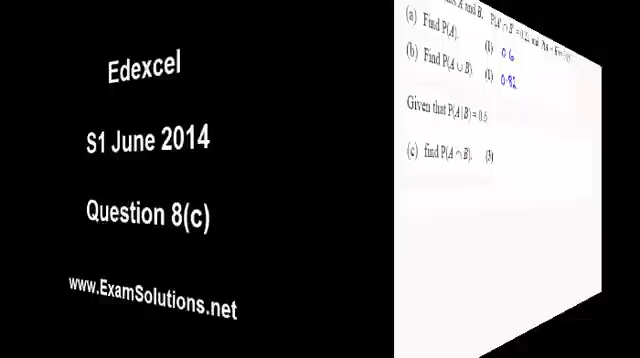 Edexcel
S1 June 2014
Question 8(c)
www.ExamSolutions.net
A and B.
(a) Find P(A). (1) 0.6
(b) Find P(A ∪ B). (1) 0.82
Given that P(A|B) = 0.6
(c) find P(A ∩ B). (3)